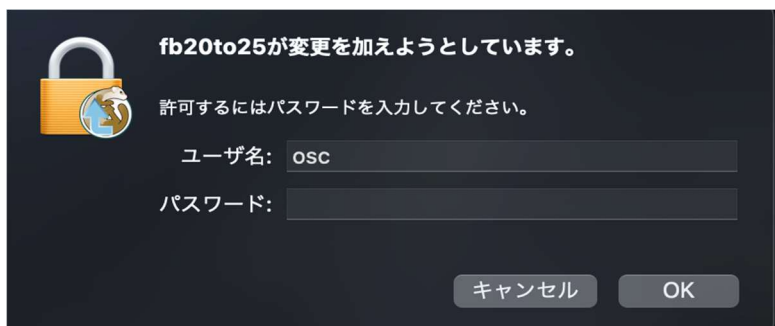 fb20to25が変更を加えようとしています。
許可するにはパスワードを入力してください。
ユーザ名: osc
パスワード:
キャンセル OK